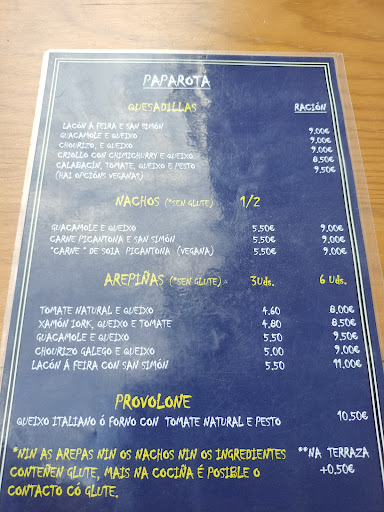 PAPAROTA
QUESADILLAS RACIÓN
LACÓN Á FEIRA E SAN SIMÓN 9.00€
GUACAMOLE E QUEIXO 9.00€
CHOURIZO, E QUEIXO 9.00€
CRIOLLO CON CHIMICHURRY E QUEIXO 8.50€
CALABACÍN, TOMATE, QUEIXO E PESTO 9.50€
(HAI OPCIÓNS VEGANAS)
NACHOS (*SEN GLUTE) 1/2
GUACAMOLE E QUEIXO 5.50€ 9.00€
CARNE PICANTONA E SAN SIMÓN 5.50€ 9.00€
"CARNE" DE SOIA PICANTONA (VEGANA) 5.50€ 9.00€
AREPIÑAS (*SEN GLUTE) 3Uds. 6 Uds.
TOMATE NATURAL E QUEIXO 4.60 8.00€
XAMÓN IORK, QUEIXO E TOMATE 4.80 8.50€
GUACAMOLE E QUEIXO 5.50 9.50€
CHOURIZO GALEGO E QUEIXO 5.00 9.00€
LACÓN Á FEIRA CON SAN SIMÓN 5.50 11.00€
PROVOLONE
QUEIXO ITALIANO Ó FORNO CON TOMATE NATURAL E PESTO 10.50€
*NIN AS AREPAS NIN OS NACHOS NIN OS INGREDIENTES **NA TERRAZA
CONTEÑEN GLUTE, MAIS NA COCIÑA É POSIBLE O +0.50€
CONTACTO CÓ GLUTE.